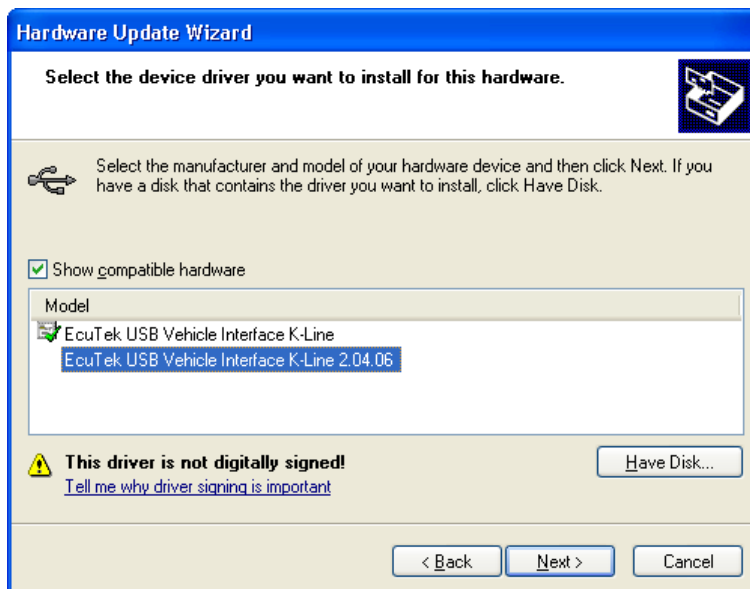 Hardware Update Wizard
Select the device driver you want to install for this hardware.
Select the manufacturer and model of your hardware device and then click Next. If you
have a disk that contains the driver you want to install, click Have Disk.
Show compatible hardware
Model
EcuTek USB Vehicle Interface K-Line
EcuTek USB Vehicle Interface K-Line 2.04.06
This driver is not digitally signed!
Have Disk...
Tell me why driver signing is important
< Back
Next >
Cancel